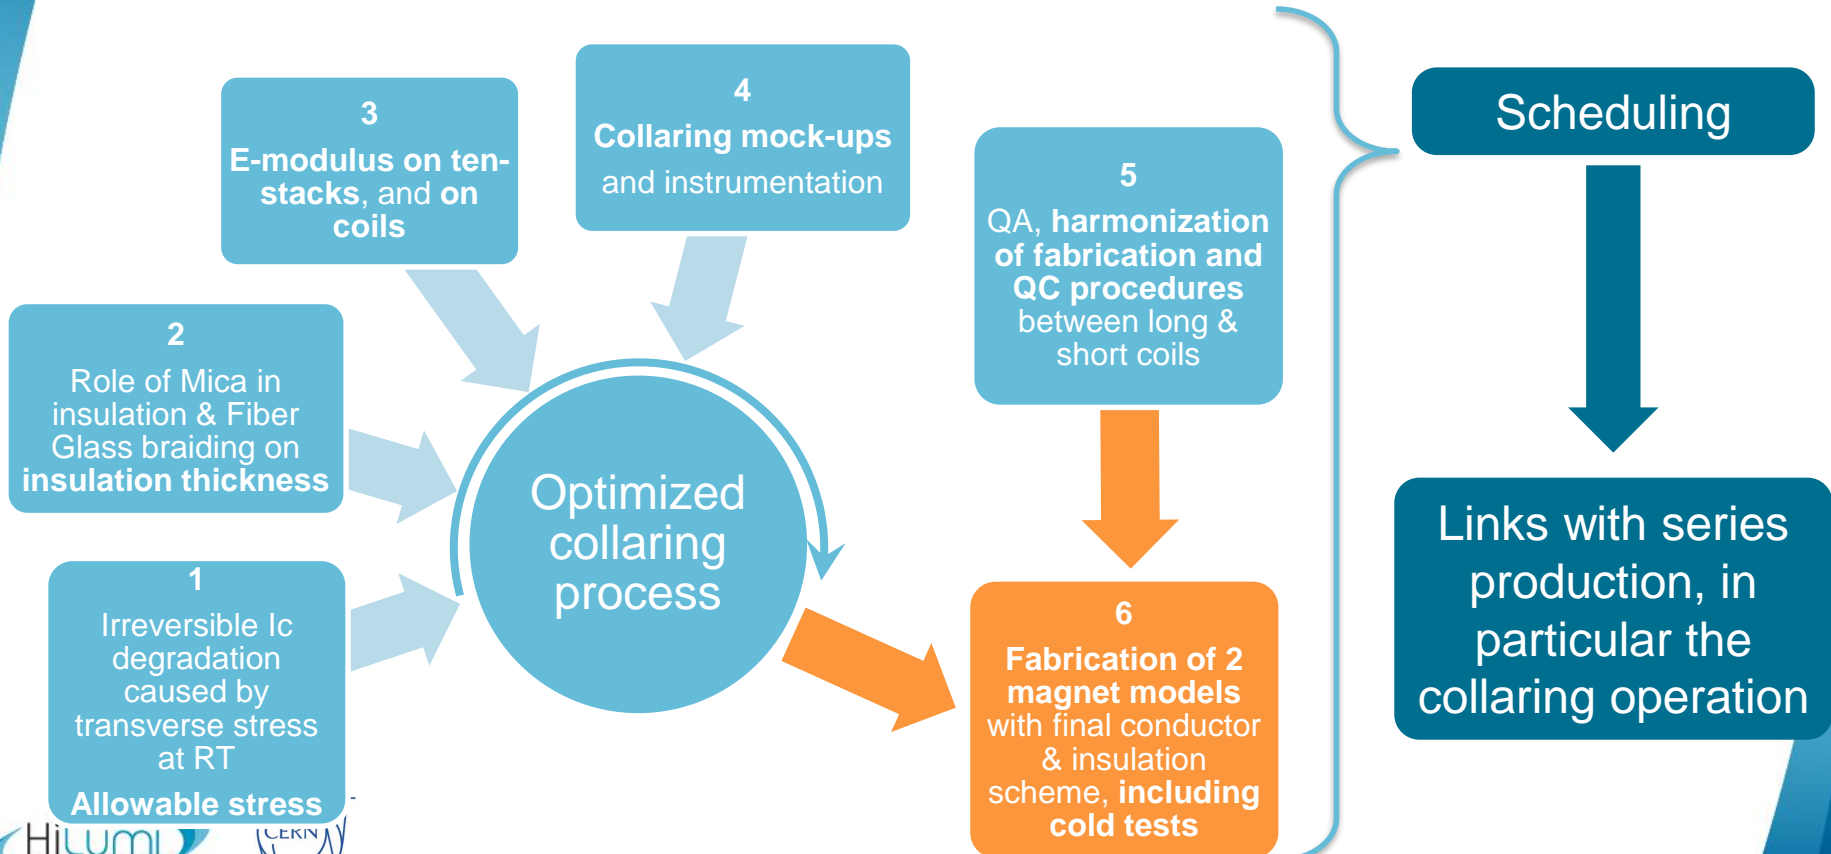 3
E-modulus on ten-
stacks, and on
coils
4
Collaring mock-ups
and instrumentation
2
Role of Mica in
insulation & Fiber
Glass braiding on
insulation thickness
1
Irreversible Ic
degradation
caused by
transverse stress
at RT
Allowable stress
Optimized
collaring
process
5
QA, harmonization
of fabrication and
QC procedures
between long &
short coils
6
Fabrication of 2
magnet models
with final conductor
& insulation
scheme, including
cold tests
Scheduling
Links with series
production, in
particular the
collaring operation
HiLUMI
CERN